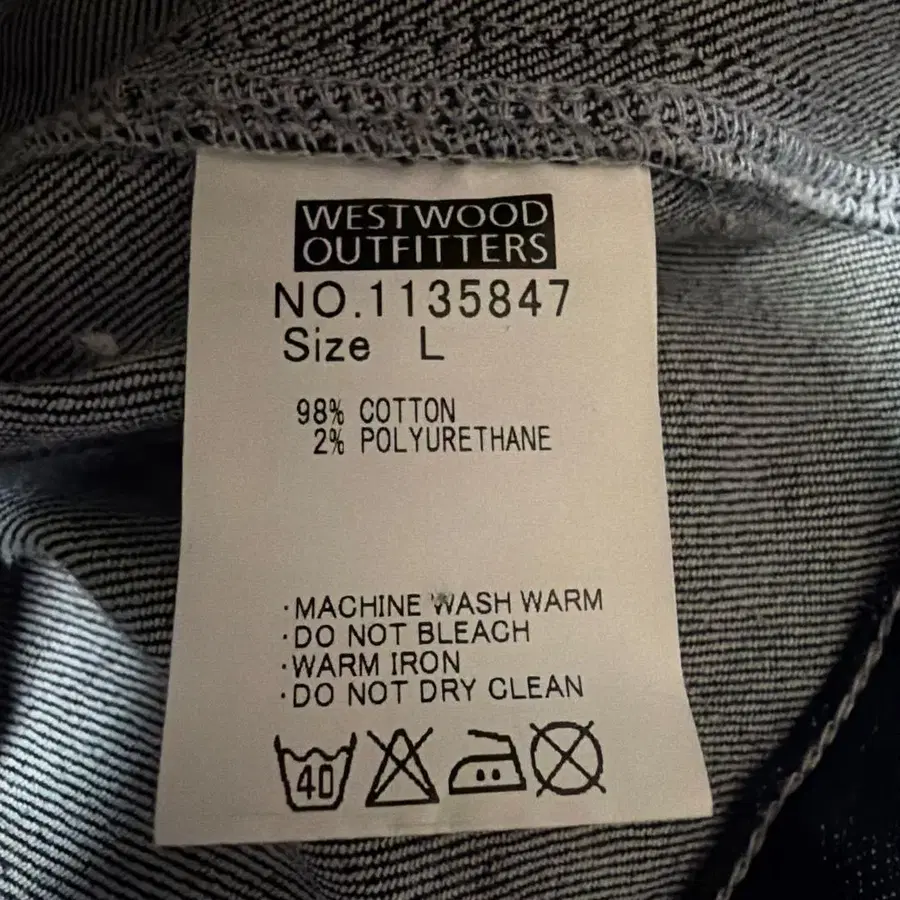 WESTWOOD
OUTFITTERS
NO.1135847
Size L
98% COTTON
2% POLYURETHANE
·MACHINE WASH WARM
·DO NOT BLEACH
·WARM IRON
·DO NOT DRY CLEAN
40